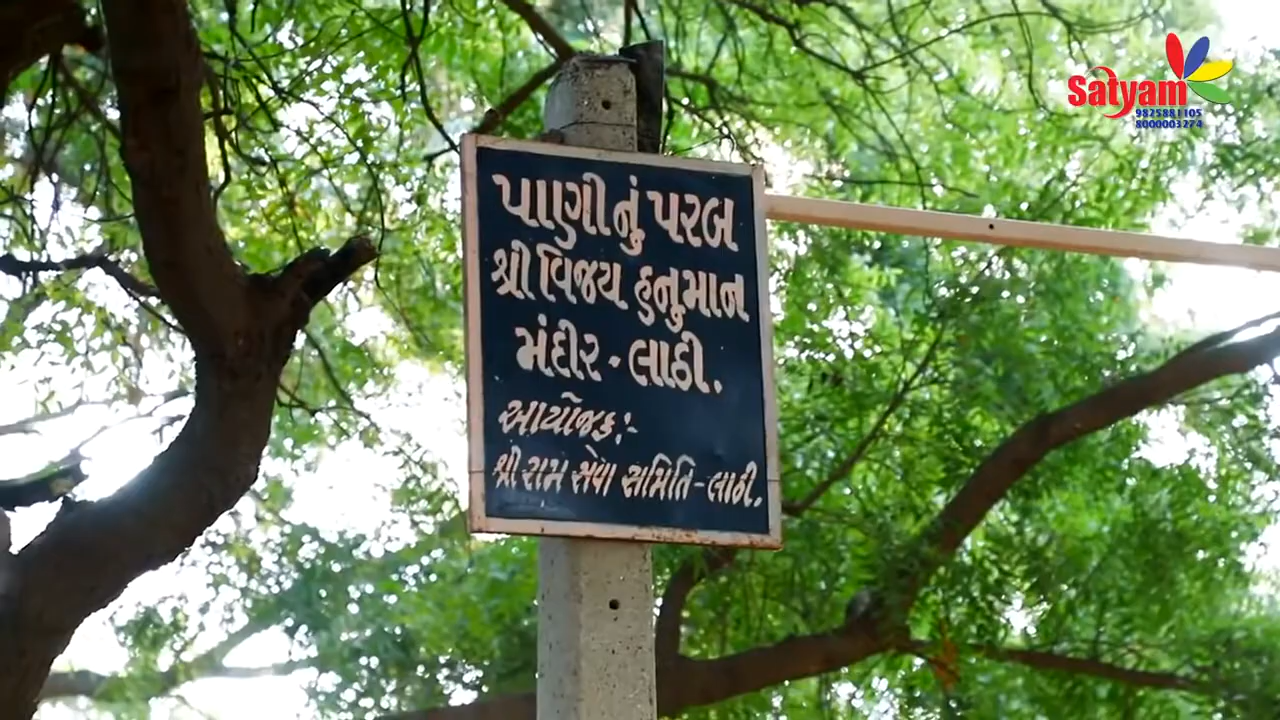 પાણીનું પરબ
શ્રી વિજય હનુમાન
મંદીર - લાઠી.
આયોજક:-
શ્રી રામ સેવા સમિતિ - લાઠી.
Satyam
9825881105
8000003274